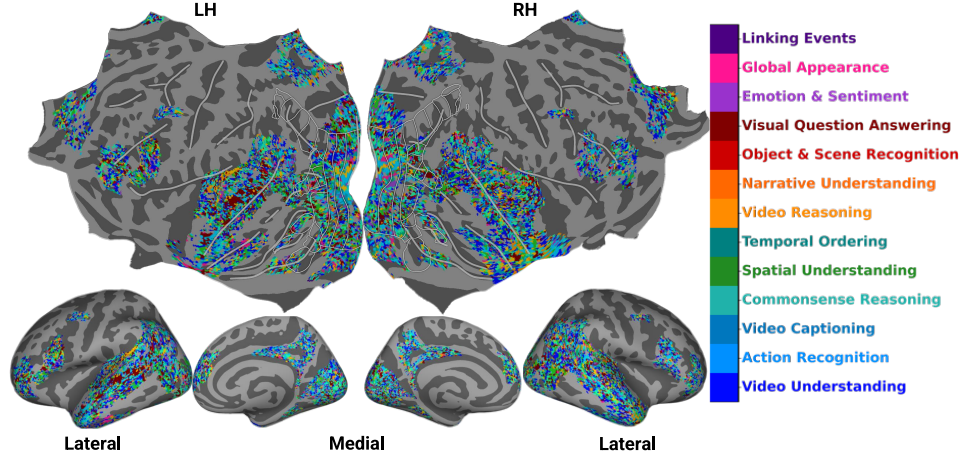 LH
RH
Linking Events
Global Appearance
Emotion & Sentiment
Visual Question Answering
Object & Scene Recognition
Narrative Understanding
Video Reasoning
Temporal Ordering
Spatial Understanding
Commonsense Reasoning
Video Captioning
Action Recognition
Video Understanding
Lateral
Medial
Lateral